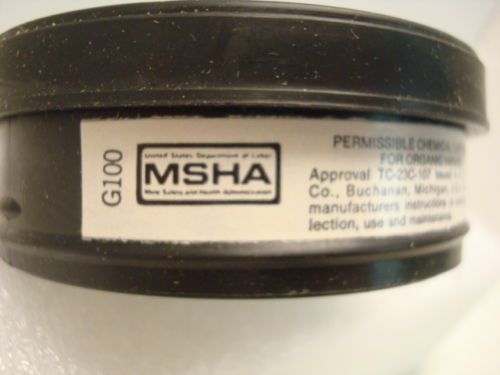 G100
United States Department of Labor
MSHA
Mine Safety and Health Administration
PERMISSIBLE CHEMICAL
FOR ORGANIC
Approval TC-23C-107
Co., Buchanan, Michigan,
manufacturers instructions
lection, use and maintenance